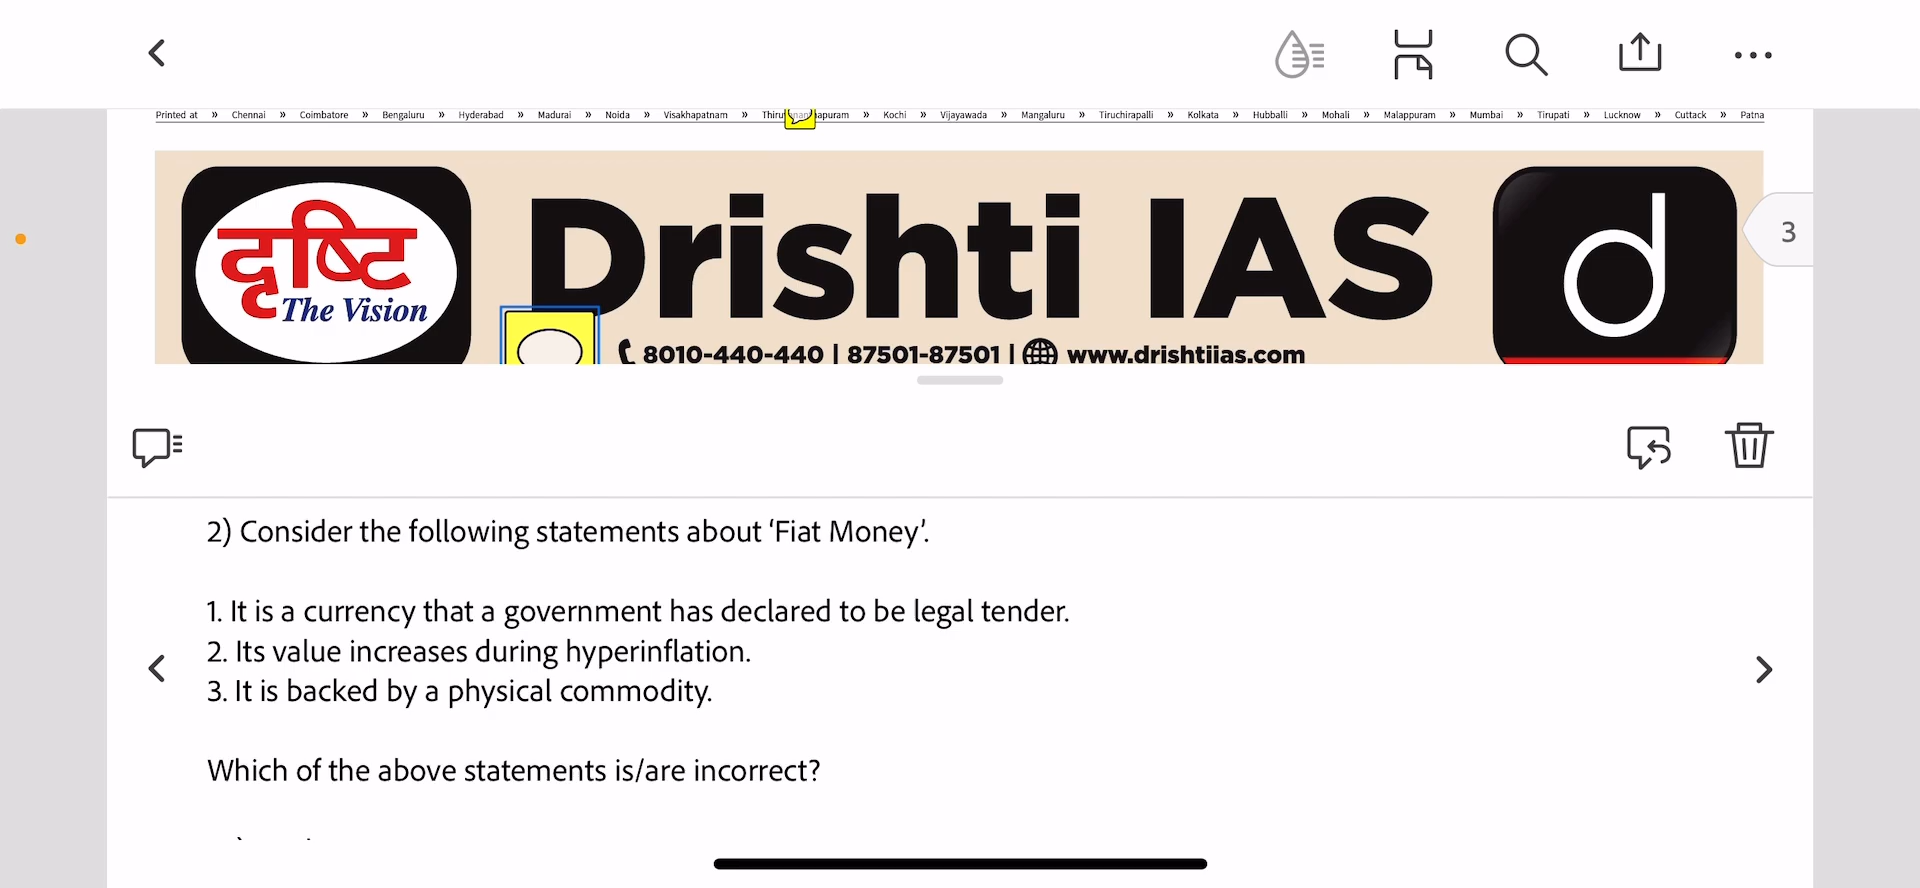 Printed at » Chennai » Coimbatore » Bengaluru » Hyderabad » Madurai » Noida » Visakhapatnam » Thiru apuram » Kochi » Vijayawada » Mangaluru » Tiruchirapalli » Kolkata » Hubballi » Mohali » Malappuram » Mumbai » Tirupati » Lucknow » Cuttack » Patna
दृष्टि
The Vision
Drishti IAS
8010-440-440 | 87501-87501 | www.drishtiias.com
d
3
2) Consider the following statements about ‘Fiat Money’.
1. It is a currency that a government has declared to be legal tender.
2. Its value increases during hyperinflation.
3. It is backed by a physical commodity.
Which of the above statements is/are incorrect?